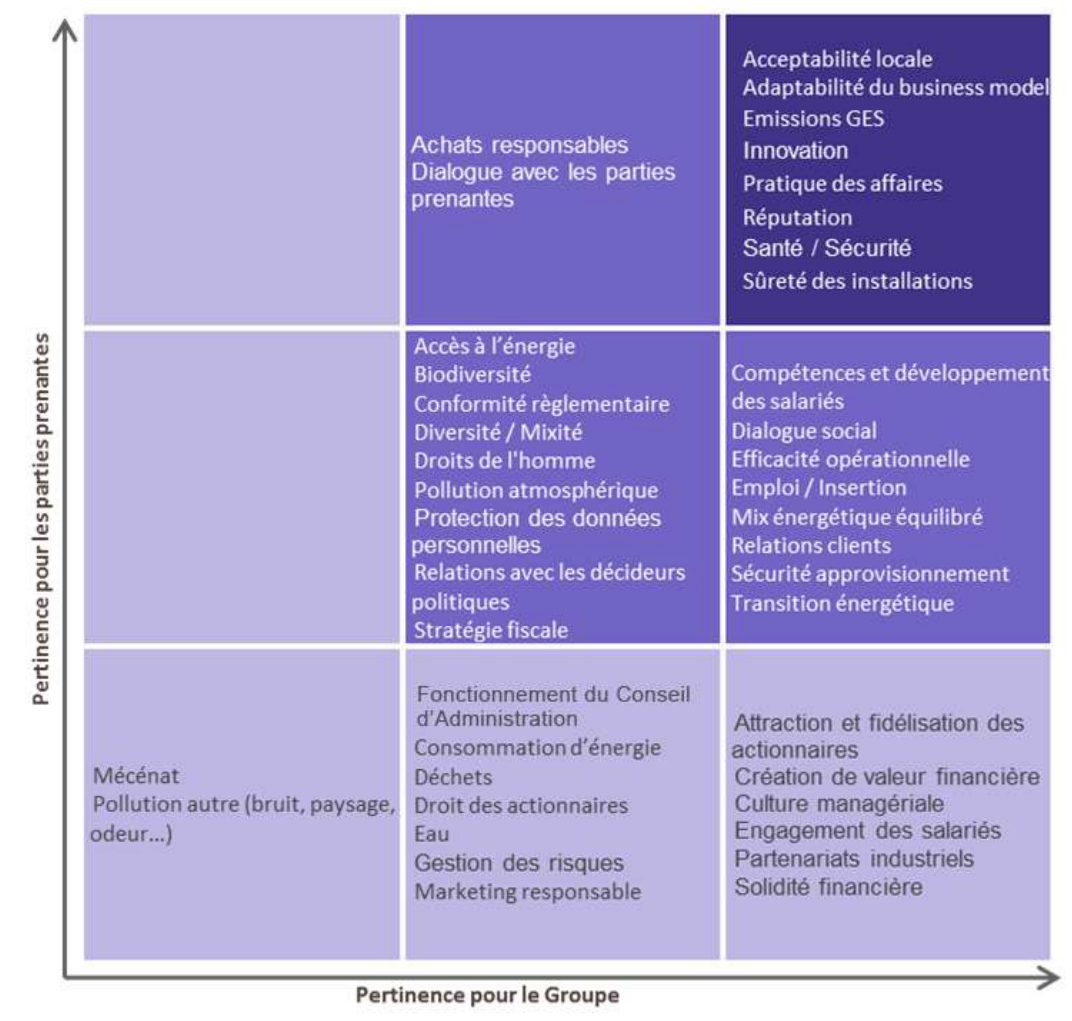 Pertinence pour les parties prenantes
Achats responsables
Dialogue avec les parties
prenantes
Acceptabilité locale
Adaptabilité du business model
Emissions GES
Innovation
Pratique des affaires
Réputation
Santé / Sécurité
Sûreté des installations
Accès à l’énergie
Biodiversité
Conformité règlementaire
Diversité / Mixité
Droits de l'homme
Pollution atmosphérique
Protection des données
personnelles
Relations avec les décideurs
politiques
Stratégie fiscale
Compétences et développement
des salariés
Dialogue social
Efficacité opérationnelle
Emploi / Insertion
Mix énergétique équilibré
Relations clients
Sécurité approvisionnement
Transition énergétique
Mécénat
Pollution autre (bruit, paysage,
odeur…)
Fonctionnement du Conseil
d’Administration
Consommation d’énergie
Déchets
Droit des actionnaires
Eau
Gestion des risques
Marketing responsable
Attraction et fidélisation des
actionnaires
Création de valeur financière
Culture managériale
Engagement des salariés
Partenariats industriels
Solidité financière
Pertinence pour le Groupe